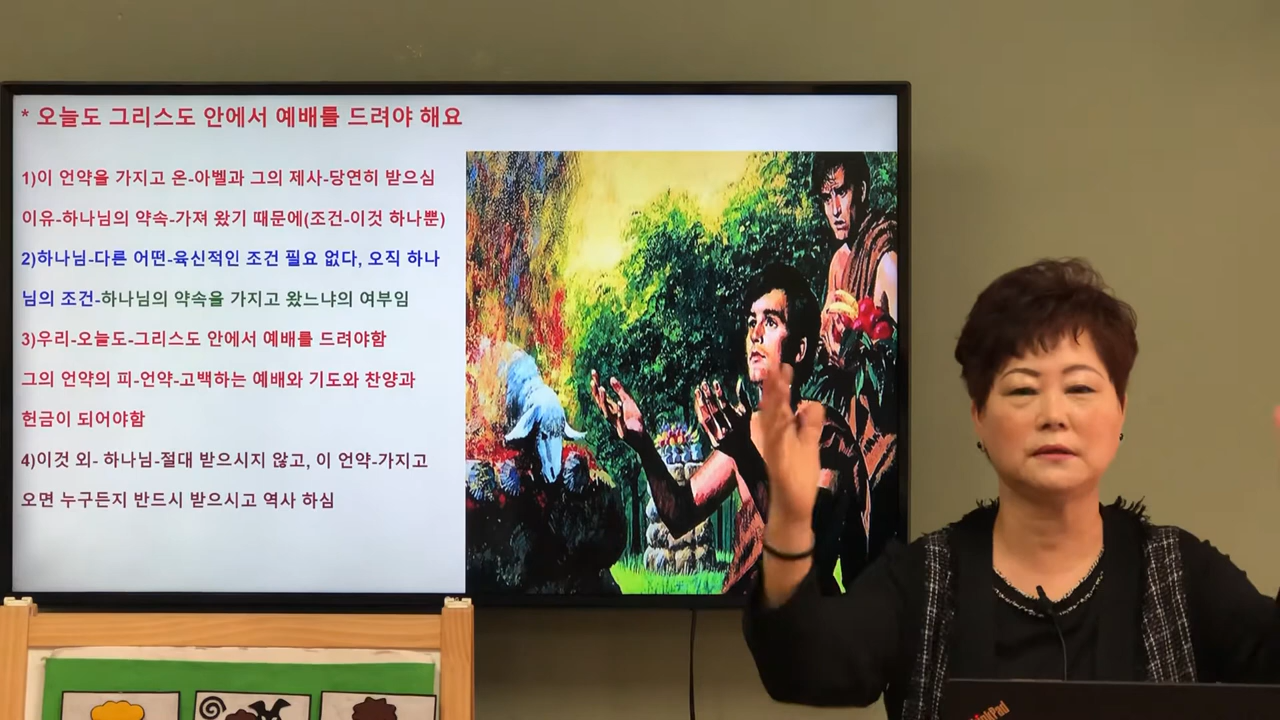 * 오늘도 그리스도 안에서 예배를 드려야 해요
1)이 언약을 가지고 온-아벨과 그의 제사-당연히 받으심
이유-하나님의 약속-가져 왔기 때문에(조건-이것 하나뿐)
2)하나님-다른 어떤-육신적인 조건 필요 없다, 오직 하나
님의 조건-하나님의 약속을 가지고 왔느냐의 여부임
3)우리-오늘도-그리스도 안에서 예배를 드려야함
그의 언약의 피-언약-고백하는 예배와 기도와 찬양과
헌금이 되어야함
4)이것 외- 하나님-절대 받으시지 않고, 이 언약-가지고
오면 누구든지 반드시 받으시고 역사 하심